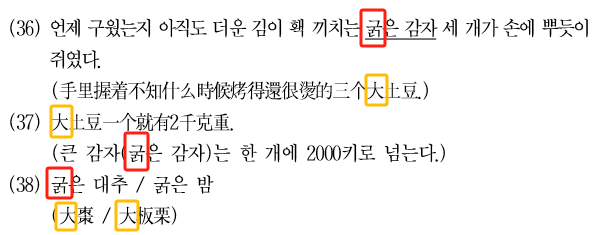 (36) 언제 구웠는지 아직도 더운 김이 홱 끼치는 굵은 감자 세 개가 손에 뿌듯이
쥐였다.
(手里握着不知什么時候烤得還很燙的三个大土豆.)
(37) 大土豆一个就有2千克重.
(큰 감자(굵은 감자)는 한 개에 2000키로 넘는다.)
(38) 굵은 대추 / 굵은 밤
(大棗 / 大板栗)